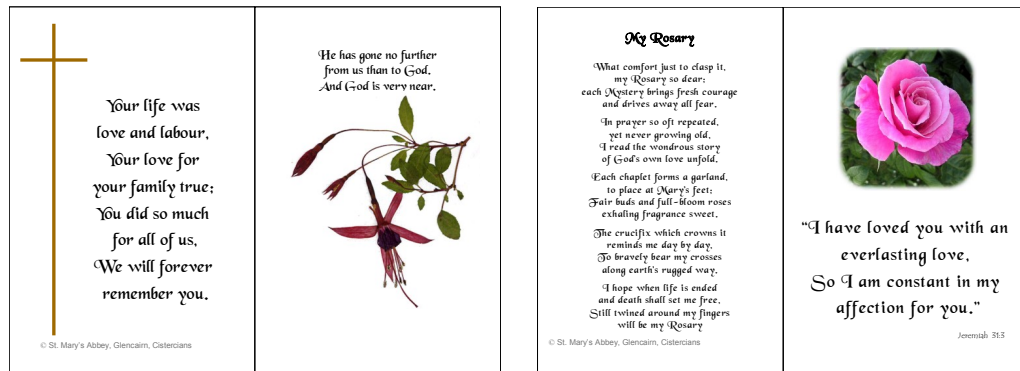 Your life was
love and labour,
Your love for
your family true;
You did so much
for all of us,
We will forever
remember you.
© St. Mary's Abbey, Glencairn, Cistercians
He has gone no further
from us than to God,
And God is very near.
My Rosary
What comfort just to clasp it,
my Rosary so dear;
each Mystery brings fresh courage
and drives away all fear.
In prayer so oft repeated,
yet never growing old,
I read the wondrous story
of God's own love unfold.
Each chaplet forms a garland,
to place at Mary's feet;
Fair buds and full-bloom roses
exhaling fragrance sweet.
The crucifix which crowns it
reminds me day by day,
To bravely bear my crosses
along earth's rugged way.
I hope when life is ended
and death shall set me free,
Still twined around my fingers
will be my Rosary
© St. Mary's Abbey, Glencairn, Cistercians
"I have loved you with an
everlasting love,
So I am constant in my
affection for you."
Jeremiah 31:3